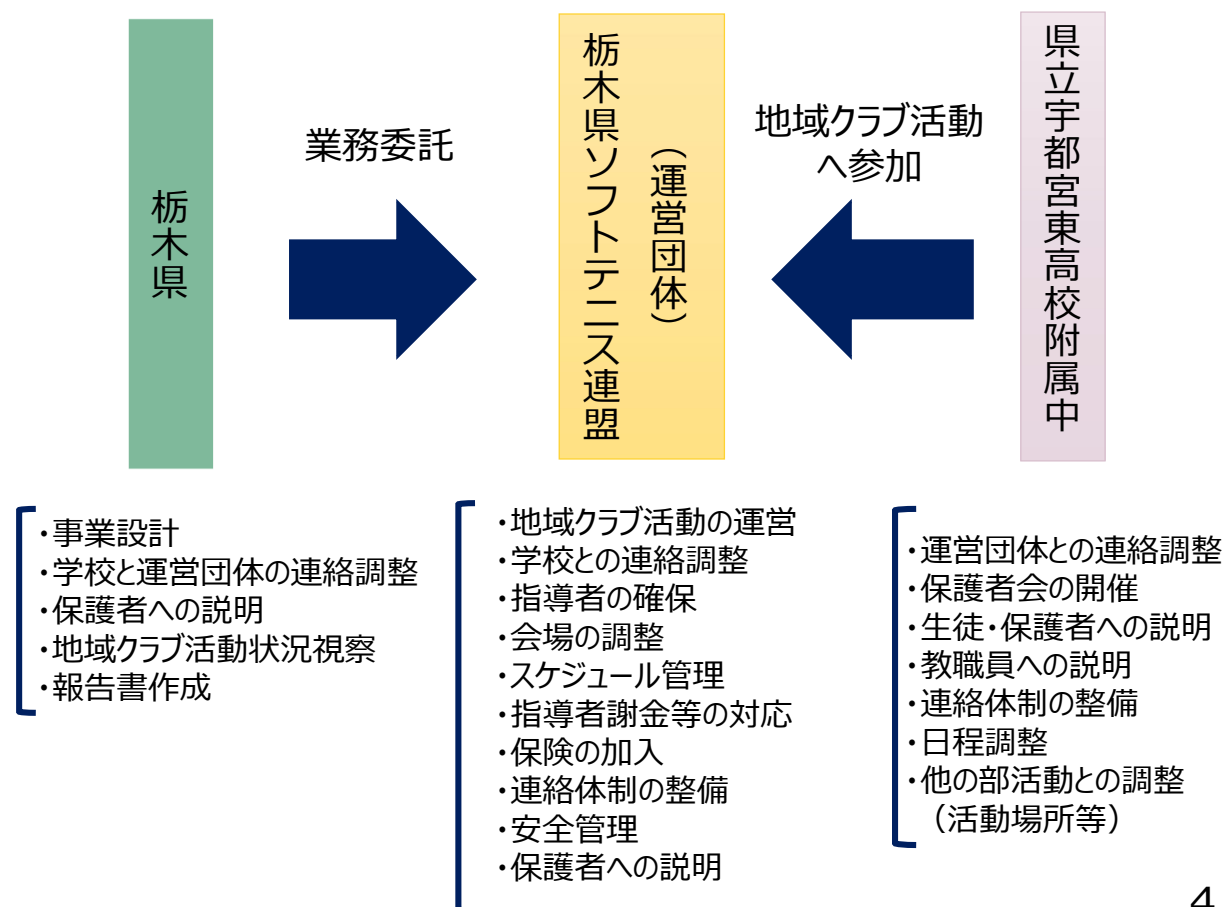 栃木県
業務委託
栃木県ソフトテニス連盟
（運営団体）
地域クラブ活動
へ参加
県立宇都宮東高校附属中
・事業設計
・学校と運営団体の連絡調整
・保護者への説明
・地域クラブ活動状況視察
・報告書作成
・地域クラブ活動の運営
・学校との連絡調整
・指導者の確保
・会場の調整
・スケジュール管理
・指導者謝金等の対応
・保険の加入
・連絡体制の整備
・安全管理
・保護者への説明
・運営団体との連絡調整
・保護者会の開催
・生徒・保護者への説明
・教職員への説明
・連絡体制の整備
・日程調整
・他の部活動との調整
（活動場所等）
4